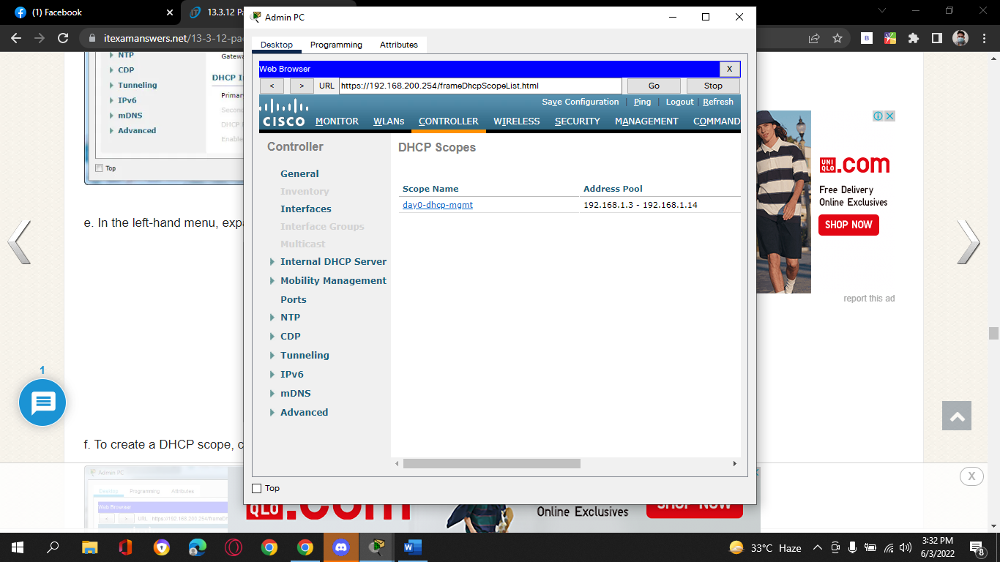 (1) Facebook
13.3.12 Pa
itexamanswers.net/13-3-12-pa
Admin PC
Desktop Programming Attributes
Web Browser X
< > URL https://192.168.200.254/frameDhcpScopeList.html Go Stop
Save Configuration | Ping | Logout | Refresh
CISCO MONITOR WLANs CONTROLLER WIRELESS SECURITY MANAGEMENT COMMAND
Controller
General
Inventory
Interfaces
Interface Groups
Multicast
Internal DHCP Server
Mobility Management
Ports
NTP
CDP
Tunneling
IPv6
mDNS
Advanced
DHCP Scopes
Scope Name Address Pool
day0-dhcp-mgmt 192.168.1.3 - 192.168.1.14
Top
NTP
CDP
Tunneling
IPv6
mDNS
Advanced
Gatewa
DHCP I
Primar
Secon
DHCP
Enable
Top
e. In the left-hand menu, exp
1
f. To create a DHCP scope, c
Admin PC
Desktop Programming Attributes
Web Browser
< > URL https://192.168.200.254/frameD
UNI
QLO
.com
Free Delivery
Online Exclusives
SHOP NOW
report this ad
X
QLO .com
Online Exclusives
SHOP NOW
33°C Haze
3:32 PM
6/3/2022
8